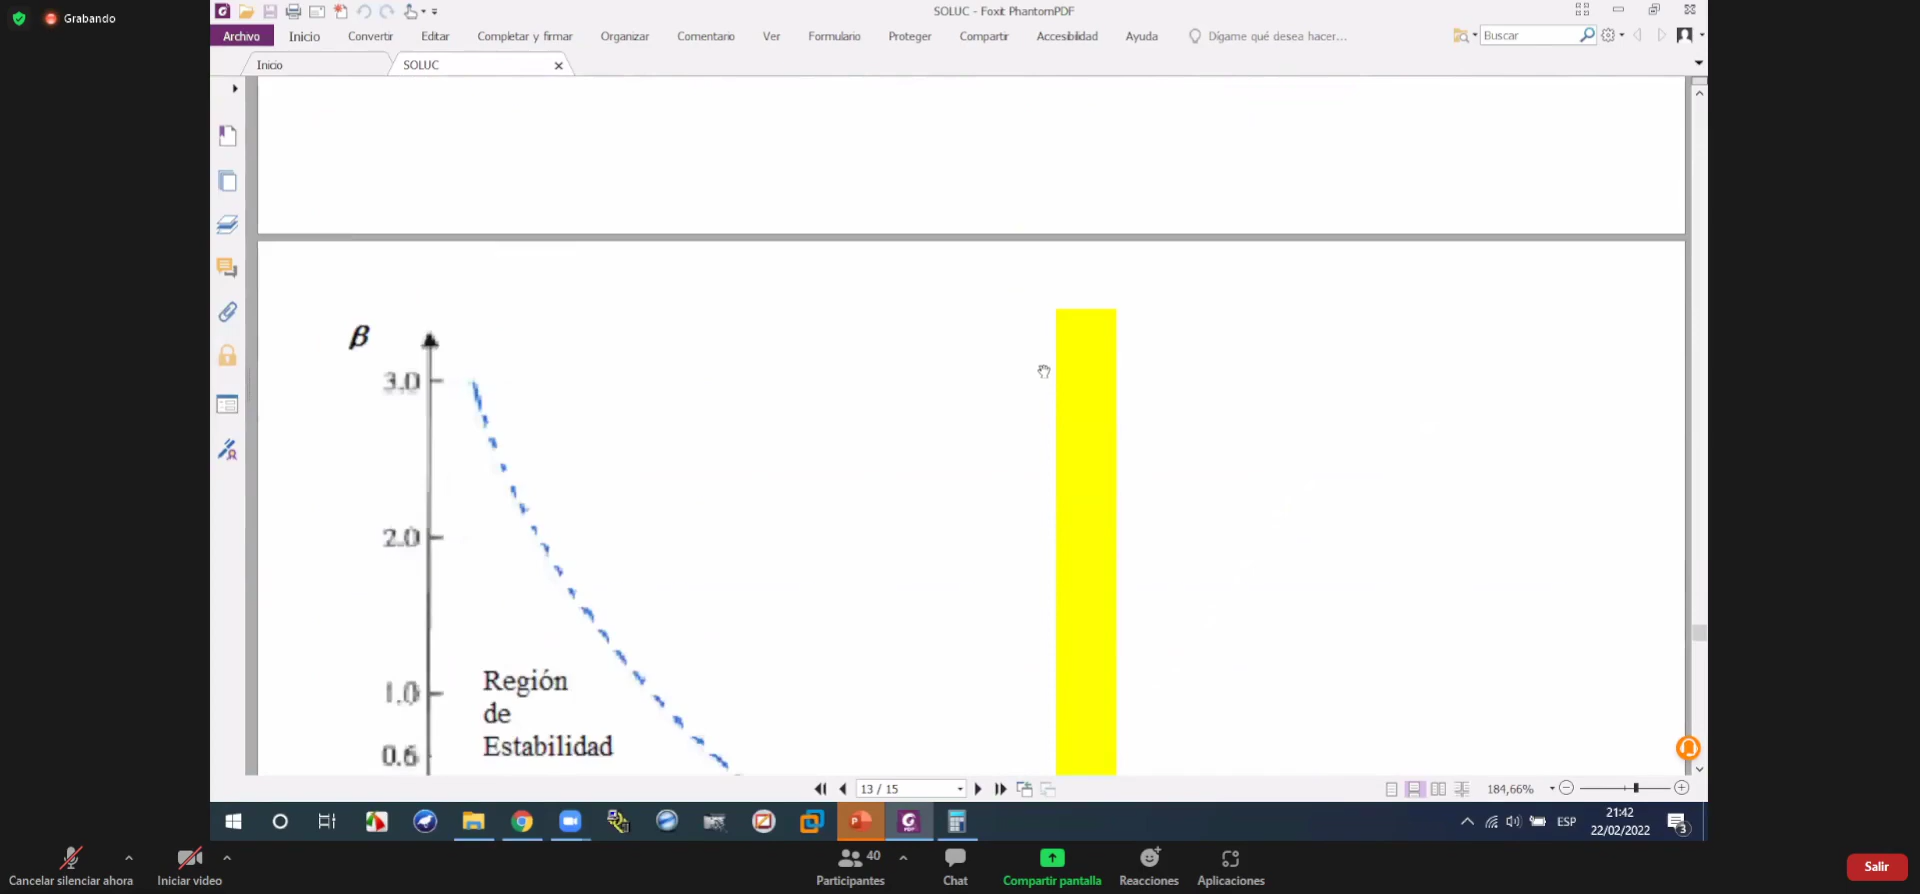 Grabando
SOLUC - Foxit PhantomPDF
Archivo Inicio Convertir Editar Completar y firmar Organizar Comentario Ver Formulario Proteger Compartir Accesibilidad Ayuda Dígame qué desea hacer... Buscar
Inicio SOLUC
β
3.0
2.0
1.0
Región
de
Estabilidad
0.6
13 / 15
184,66%
ESP
21:42
22/02/2022
3
Cancelar silenciar ahora
Iniciar video
40
Participantes
Chat
Compartir pantalla
Reacciones
Aplicaciones
Salir